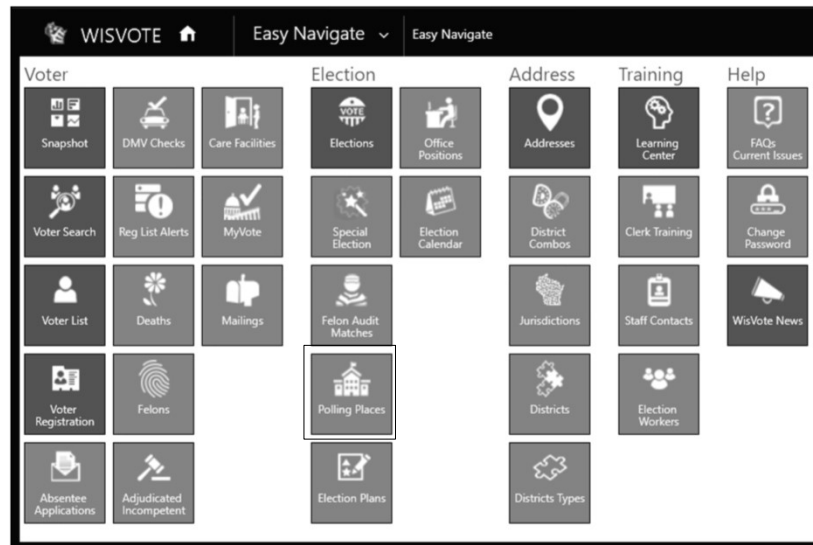 WISVOTE Easy Navigate Easy Navigate
Voter Election Address Training Help
Snapshot DMV Checks Care Facilities VOTE Elections Office Positions Addresses Learning Center FAQs Current Issues
Voter Search Reg List Alerts MyVote Special Election Election Calendar District Combos Clerk Training Change Password
Voter List Deaths Mailings Felon Audit Matches Jurisdictions Staff Contacts WisVote News
Voter Registration Felons Polling Places Districts Election Workers
Absentee Applications Adjudicated Incompetent Election Plans Districts Types